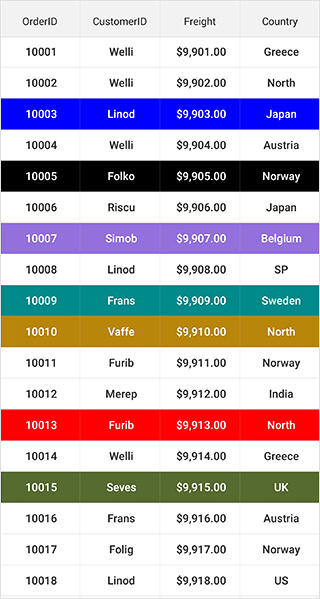 OrderID CustomerID Freight Country
10001 Welli $9,901.00 Greece
10002 Welli $9,902.00 North
10003 Linod $9,903.00 Japan
10004 Welli $9,904.00 Austria
10005 Folko $9,905.00 Norway
10006 Riscu $9,906.00 Japan
10007 Simob $9,907.00 Belgium
10008 Linod $9,908.00 SP
10009 Frans $9,909.00 Sweden
10010 Vaffe $9,910.00 North
10011 Furib $9,911.00 Norway
10012 Merep $9,912.00 India
10013 Furib $9,913.00 North
10014 Welli $9,914.00 Greece
10015 Seves $9,915.00 UK
10016 Frans $9,916.00 Austria
10017 Folig $9,917.00 Norway
10018 Linod $9,918.00 US